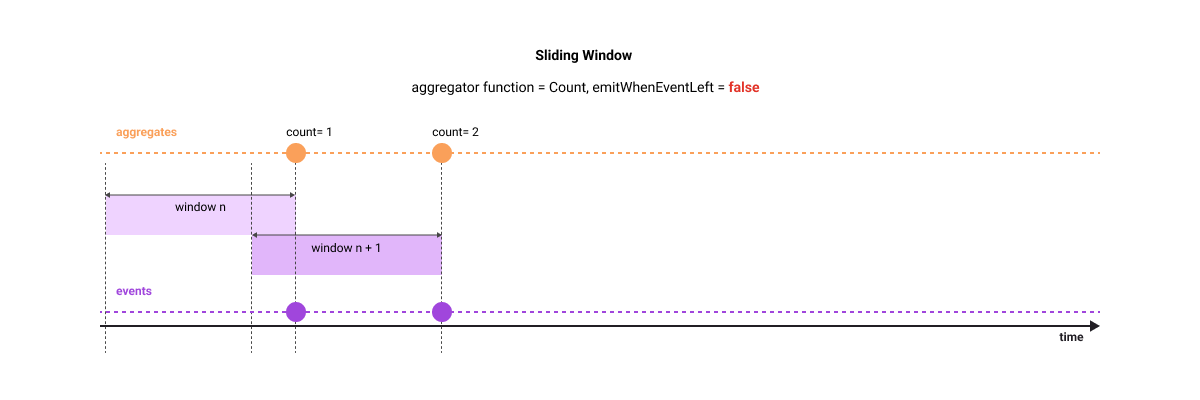 Sliding Window
aggregator function = Count, emitWhenEventLeft = false
aggregates
count= 1
count= 2
window n
window n + 1
events
time